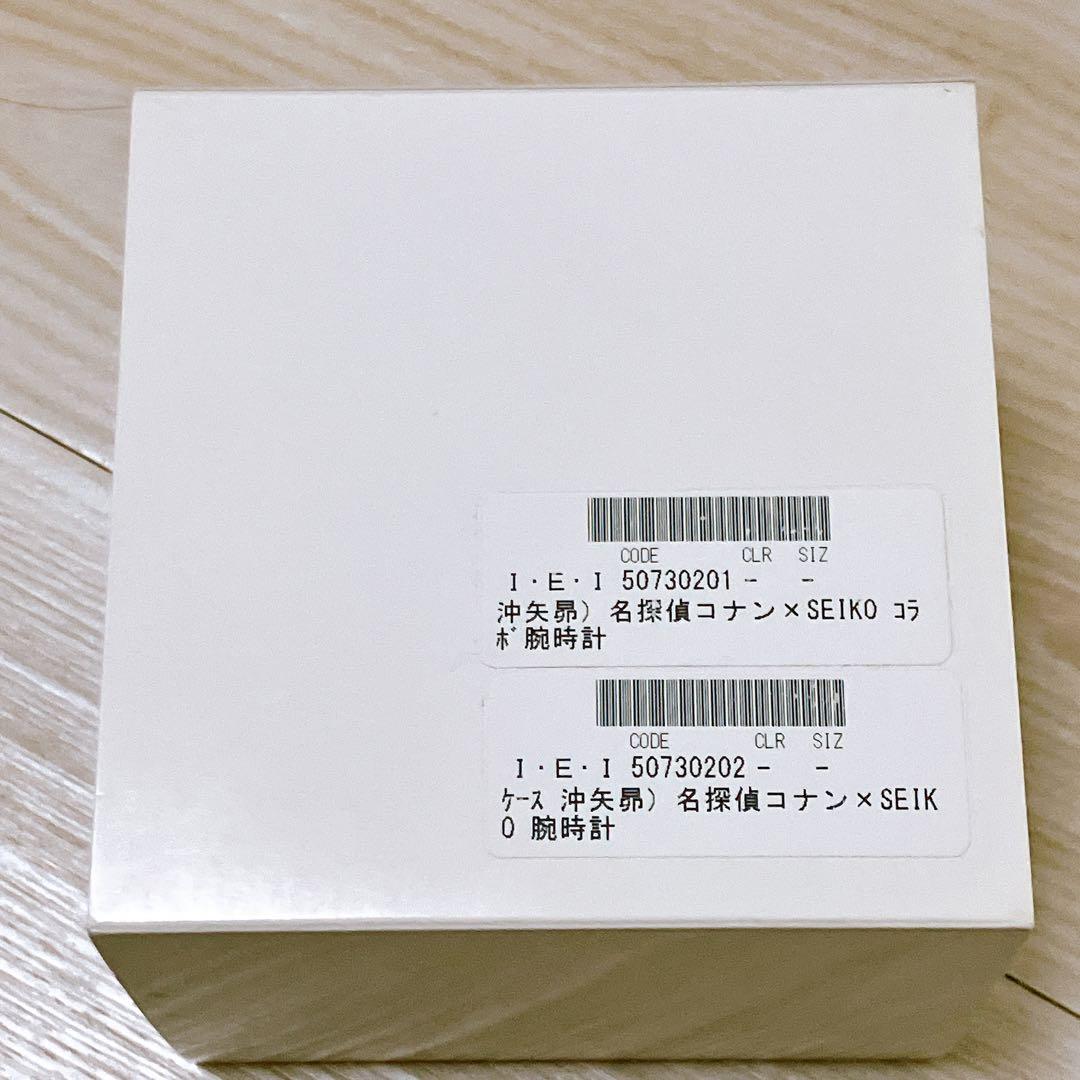 CODE CLR SIZ
I・E・I 50730201 - -
沖矢昴) 名探偵コナン×SEIKO ｺﾗ
ﾎﾞ腕時計
CODE CLR SIZ
I・E・I 50730202 - -
ｹｰｽ 沖矢昴) 名探偵コナン×SEIK
O 腕時計